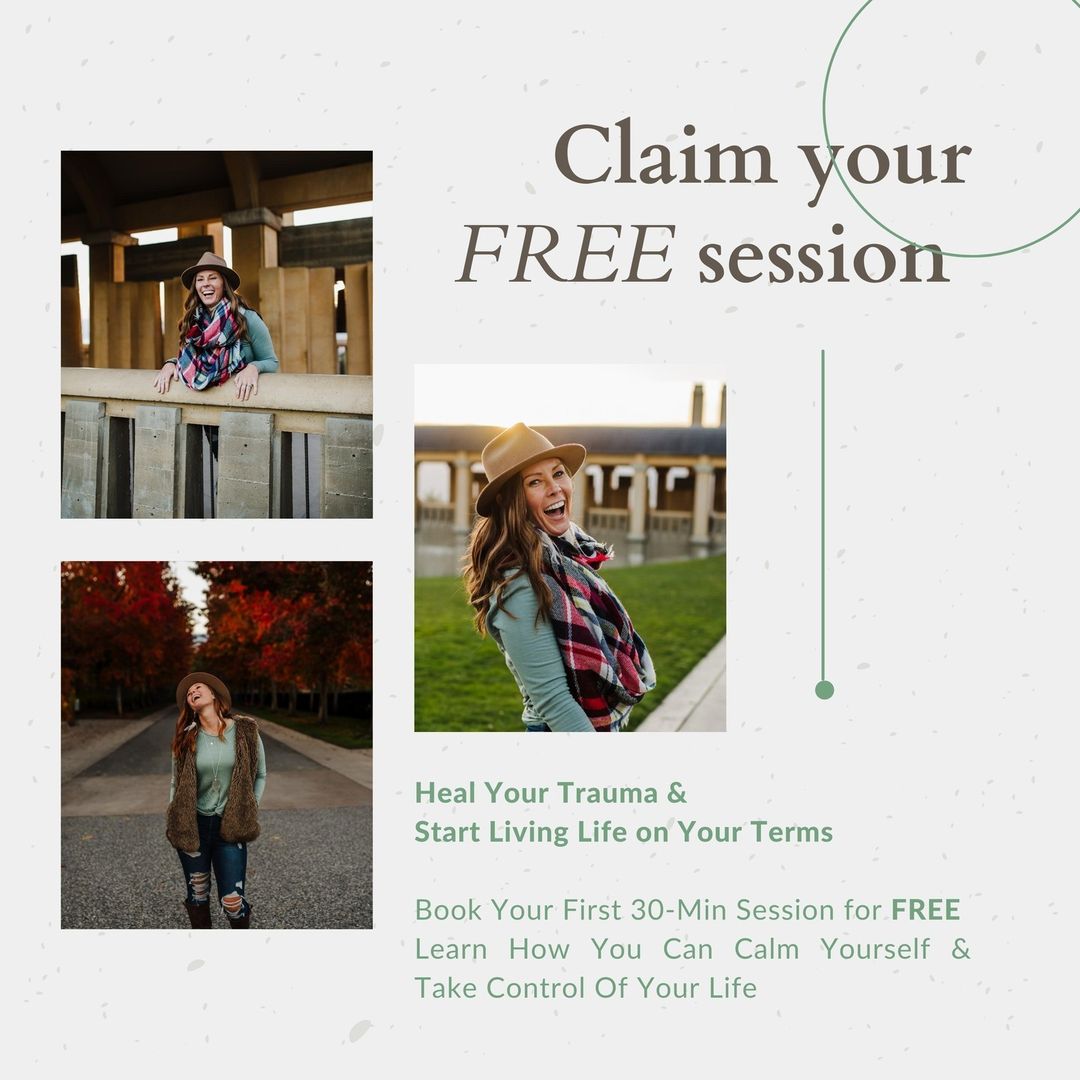 Claim your
FREE session
Heal Your Trauma &
Start Living Life on Your Terms
Book Your First 30-Min Session for FREE
Learn How You Can Calm Yourself &
Take Control Of Your Life